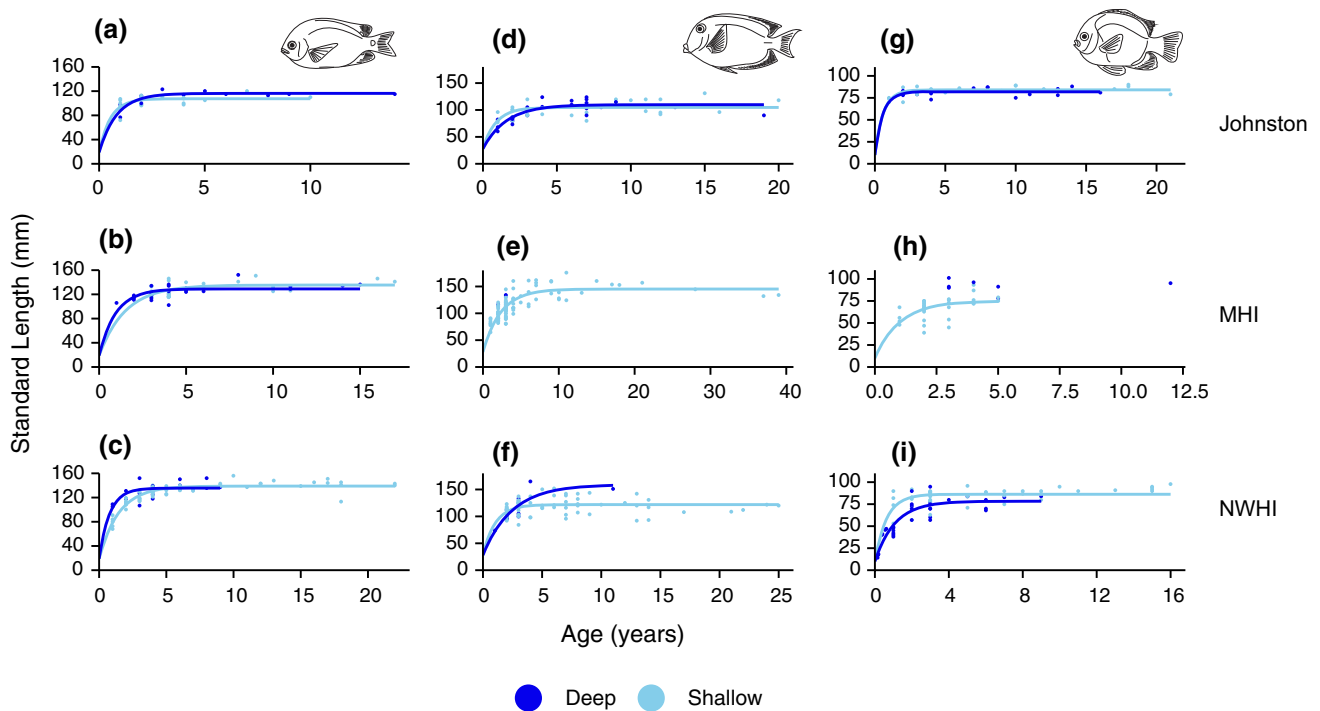 (a)
(d)
(g)
160
120
80
40
0
0 5 10
150
100
50
0
0 5 10 15 20
100
75
50
25
0
0 5 10 15 20
Johnston
(b)
(e)
(h)
160
120
80
40
0
0 5 10 15
150
100
50
0
0 10 20 30 40
100
75
50
25
0
0.0 2.5 5.0 7.5 10.0 12.5
MHI
(c)
(f)
(i)
160
120
80
40
0
0 10 20
150
100
50
0
0 5 10 15 20 25
100
75
50
25
0
0 4 8 12 16
NWHI
Standard Length (mm)
Age (years)
Deep Shallow